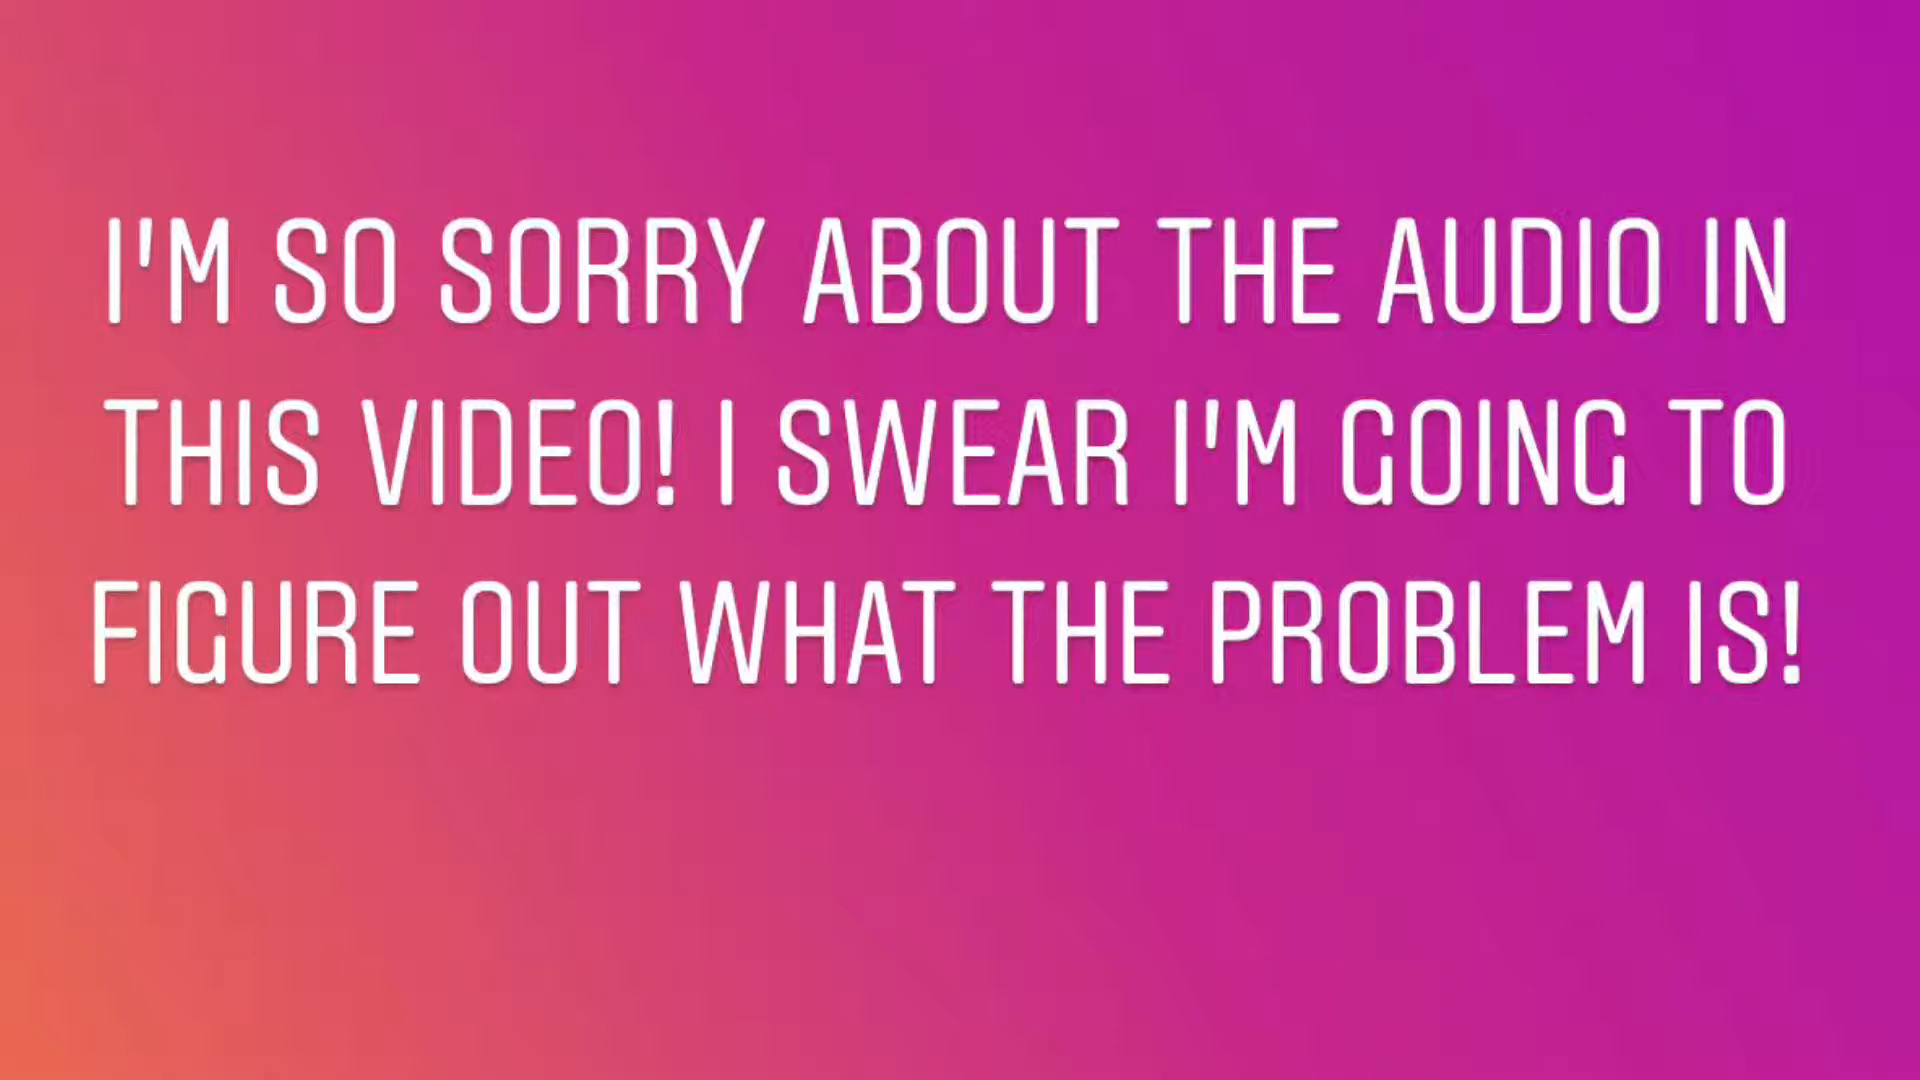 I'M SO SORRY ABOUT THE AUDIO IN
THIS VIDEO! I SWEAR I'M GOING TO
FIGURE OUT WHAT THE PROBLEM IS!